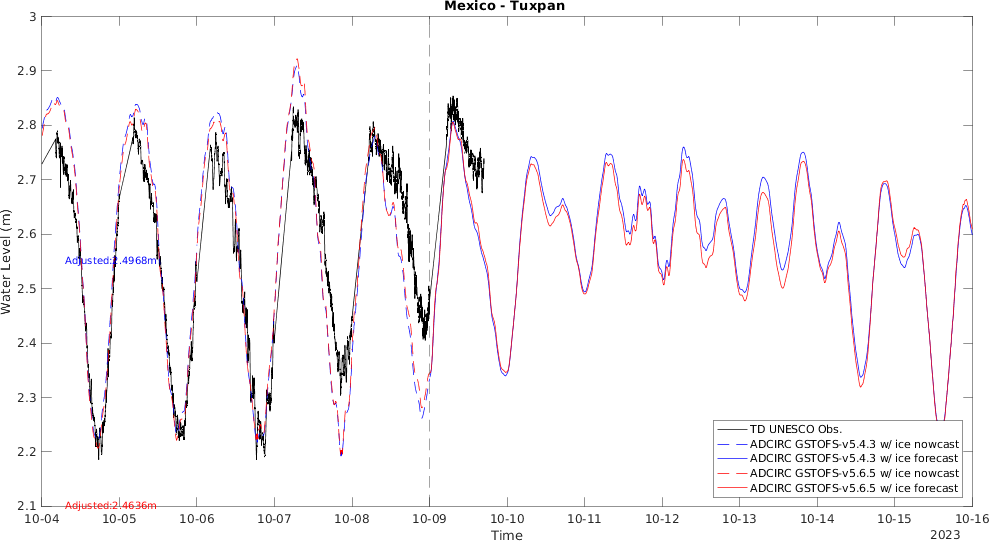 Mexico - Tuxpan
3
2.9
2.8
2.7
2.6
2.5
2.4
2.3
2.2
2.1
Water Level (m)
Adjusted:2.4968m
Adjusted:2.4636m
TD UNESCO Obs.
ADCIRC GSTOFS-v5.4.3 w/ ice nowcast
ADCIRC GSTOFS-v5.4.3 w/ ice forecast
ADCIRC GSTOFS-v5.6.5 w/ ice nowcast
ADCIRC GSTOFS-v5.6.5 w/ ice forecast
10-04 10-05 10-06 10-07 10-08 10-09 10-10 10-11 10-12 10-13 10-14 10-15 10-16
Time
2023